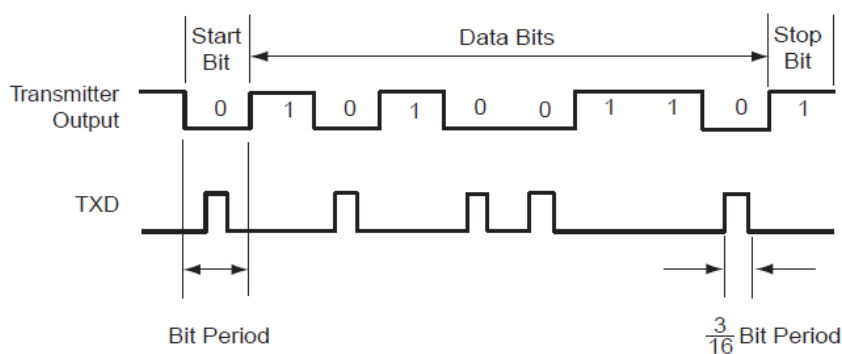 Start
Bit
Data Bits
Stop
Bit
Transmitter
Output
0 1 0 1 0 0 1 1 0 1
TXD
Bit Period
3/16 Bit Period